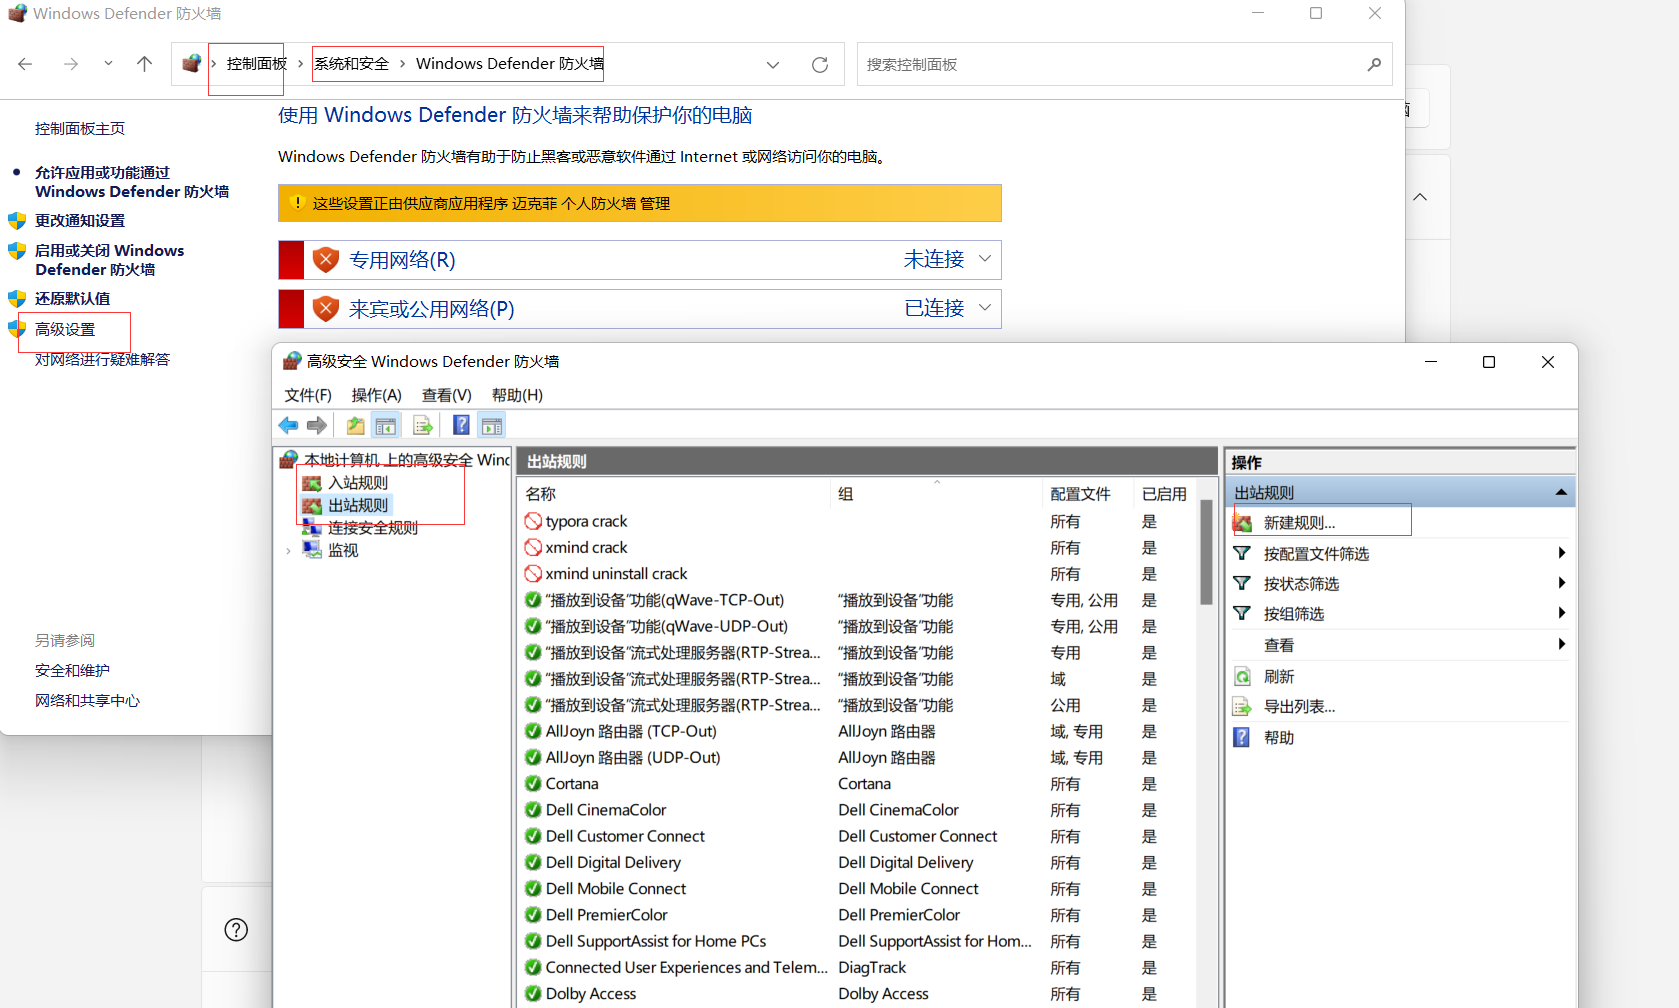 Windows Defender 防火墙
控制面板 › 系统和安全 › Windows Defender 防火墙
搜索控制面板
控制面板主页
允许应用或功能通过
Windows Defender 防火墙
更改通知设置
启用或关闭 Windows
Defender 防火墙
还原默认值
高级设置
对网络进行疑难解答
另请参阅
安全和维护
网络和共享中心
使用 Windows Defender 防火墙来帮助保护你的电脑
Windows Defender 防火墙有助于防止黑客或恶意软件通过 Internet 或网络访问你的电脑。
这些设置正由供应商应用程序 迈克菲 个人防火墙 管理
专用网络(R) 未连接
来宾或公用网络(P) 已连接
高级安全 Windows Defender 防火墙
文件(F) 操作(A) 查看(V) 帮助(H)
本地计算机 上的高级安全 Wind
入站规则
出站规则
连接安全规则
监视
出站规则
名称 组 配置文件 已启用
typora crack 所有 是
xmind crack 所有 是
xmind uninstall crack 所有 是
“播放到设备”功能(qWave-TCP-Out) “播放到设备”功能 专用, 公用 是
“播放到设备”功能(qWave-UDP-Out) “播放到设备”功能 专用, 公用 是
“播放到设备”流式处理服务器(RTP-Strea... “播放到设备”功能 专用 是
“播放到设备”流式处理服务器(RTP-Strea... “播放到设备”功能 域 是
“播放到设备”流式处理服务器(RTP-Strea... “播放到设备”功能 公用 是
AllJoyn 路由器 (TCP-Out) AllJoyn 路由器 域, 专用 是
AllJoyn 路由器 (UDP-Out) AllJoyn 路由器 域, 专用 是
Cortana Cortana 所有 是
Dell CinemaColor Dell CinemaColor 所有 是
Dell Customer Connect Dell Customer Connect 所有 是
Dell Digital Delivery Dell Digital Delivery 所有 是
Dell Mobile Connect Dell Mobile Connect 所有 是
Dell PremierColor Dell PremierColor 所有 是
Dell SupportAssist for Home PCs Dell SupportAssist for Hom... 所有 是
Connected User Experiences and Telem... DiagTrack 所有 是
Dolby Access Dolby Access 所有 是
操作
出站规则
新建规则...
按配置文件筛选
按状态筛选
按组筛选
查看
刷新
导出列表...
帮助